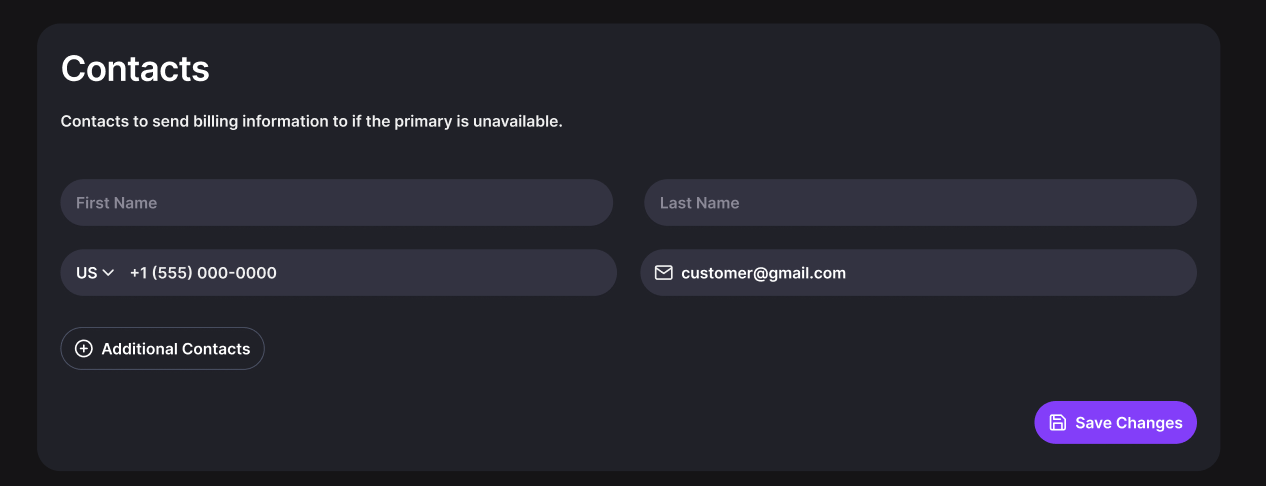 Contacts
Contacts to send billing information to if the primary is unavailable.
First Name
Last Name
US +1 (555) 000-0000
customer@gmail.com
Additional Contacts
Save Changes